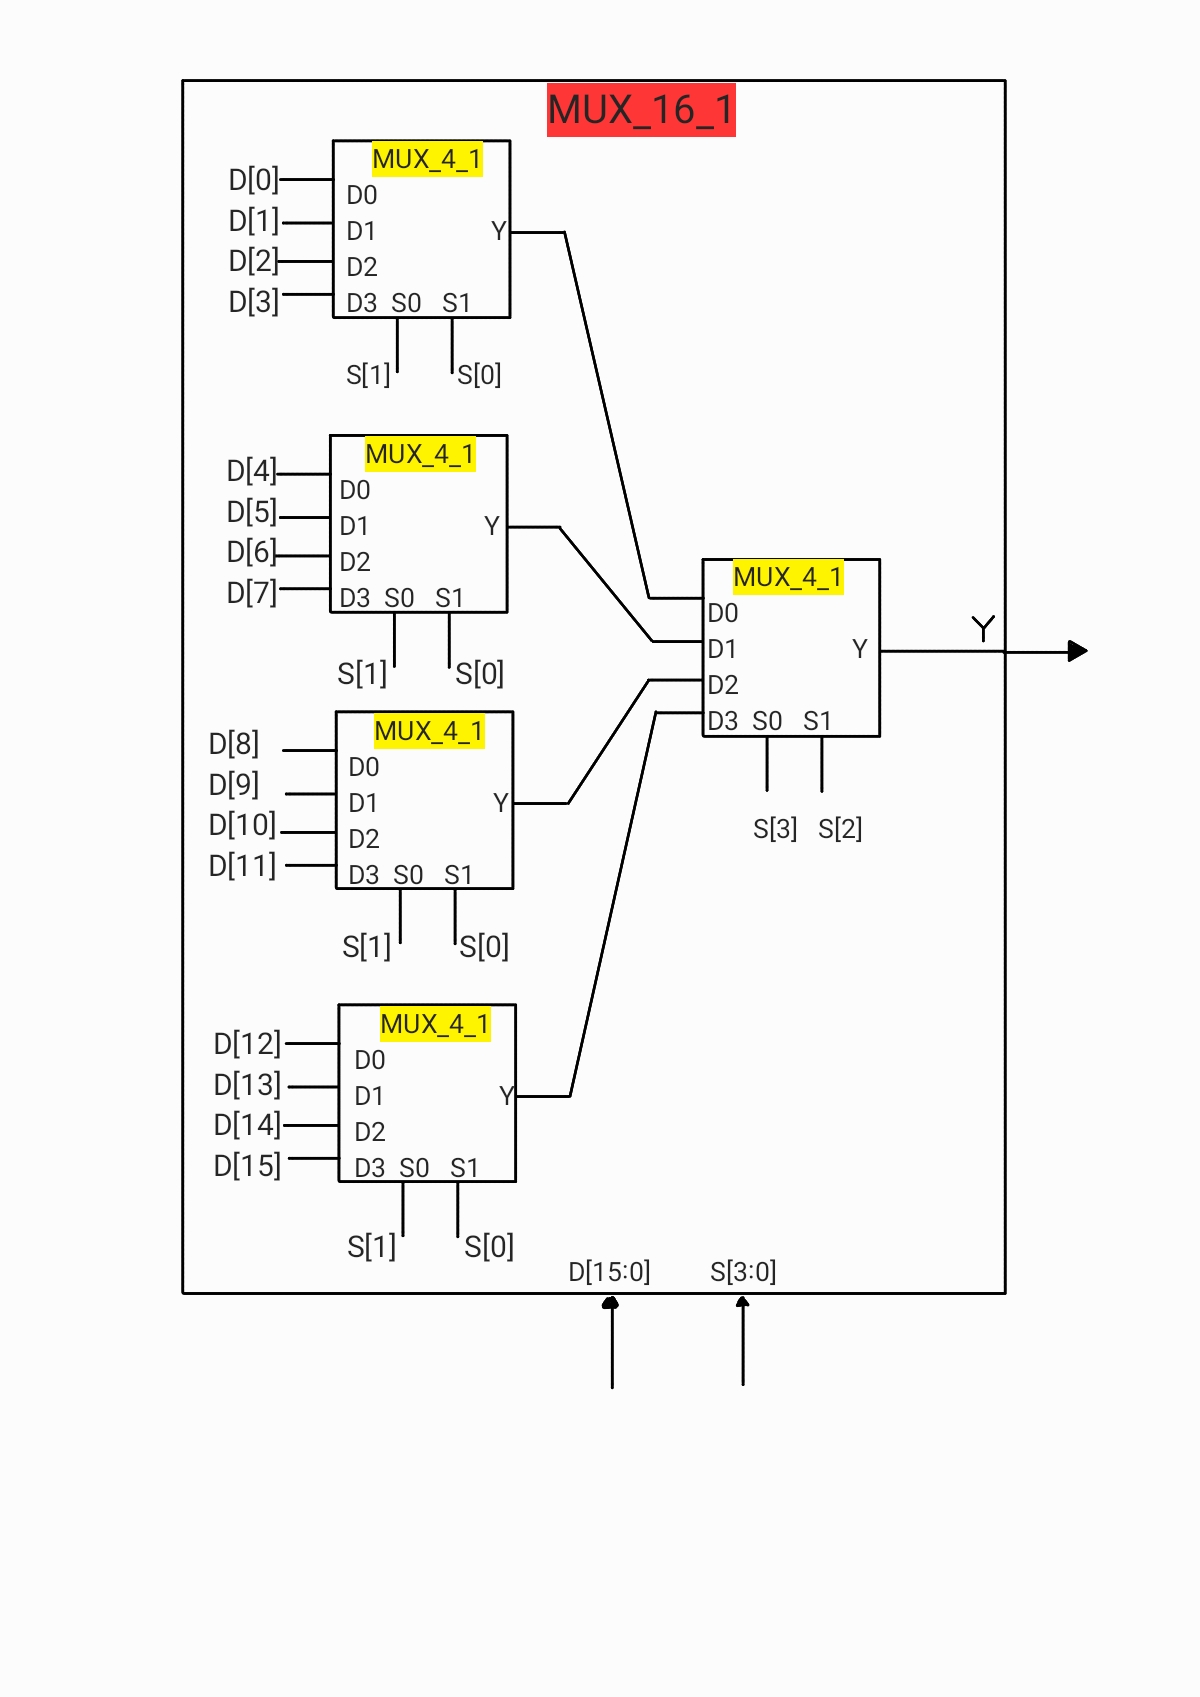 MUX_16_1
MUX_4_1
D[0]
D[1]
D[2]
D[3]
D0
D1
D2
D3 S0 S1
Y
S[1] S[0]
MUX_4_1
D[4]
D[5]
D[6]
D[7]
D0
D1
D2
D3 S0 S1
Y
S[1] S[0]
MUX_4_1
D[8]
D[9]
D[10]
D[11]
D0
D1
D2
D3 S0 S1
Y
S[1] S[0]
MUX_4_1
D[12]
D[13]
D[14]
D[15]
D0
D1
D2
D3 S0 S1
Y
S[1] S[0]
MUX_4_1
D0
D1
D2
D3 S0 S1
Y
S[3] S[2]
Y
D[15:0] S[3:0]